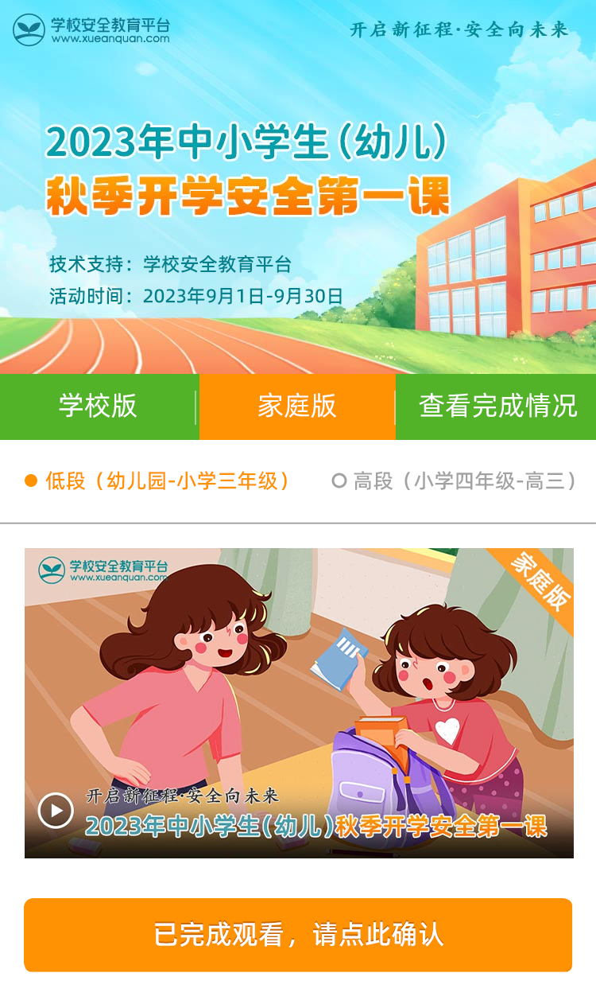 学校安全教育平台
www.xueanquan.com
开启新征程·安全向未来
2023年中小学生（幼儿）
秋季开学安全第一课
技术支持：学校安全教育平台
活动时间：2023年9月1日-9月30日
学校版
家庭版
查看完成情况
低段（幼儿园-小学三年级）
高段（小学四年级-高三）
学校安全教育平台
www.xueanquan.com
家庭版
开启新征程·安全向未来
2023年中小学生（幼儿）秋季开学安全第一课
已完成观看，请点此确认